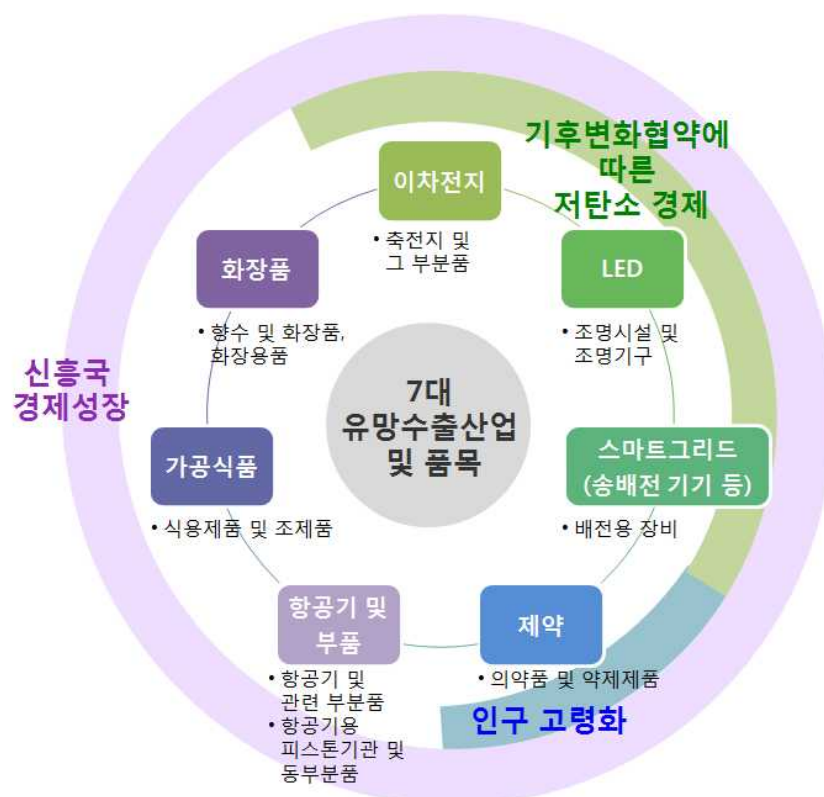 기후변화협약에
따른
저탄소 경제
이차전지
• 축전지 및
그 부분품
LED
• 조명시설 및
조명기구
화장품
• 향수 및 화장품,
화장용품
신흥국
경제성장
7대
유망수출산업
및 품목
스마트그리드
(송배전 기기 등)
• 배전용 장비
가공식품
• 식용제품 및 조제품
항공기 및
부품
• 항공기 및
관련 부분품
• 항공기용
피스톤기관 및
동부분품
제약
• 의약품 및 약제제품
인구 고령화